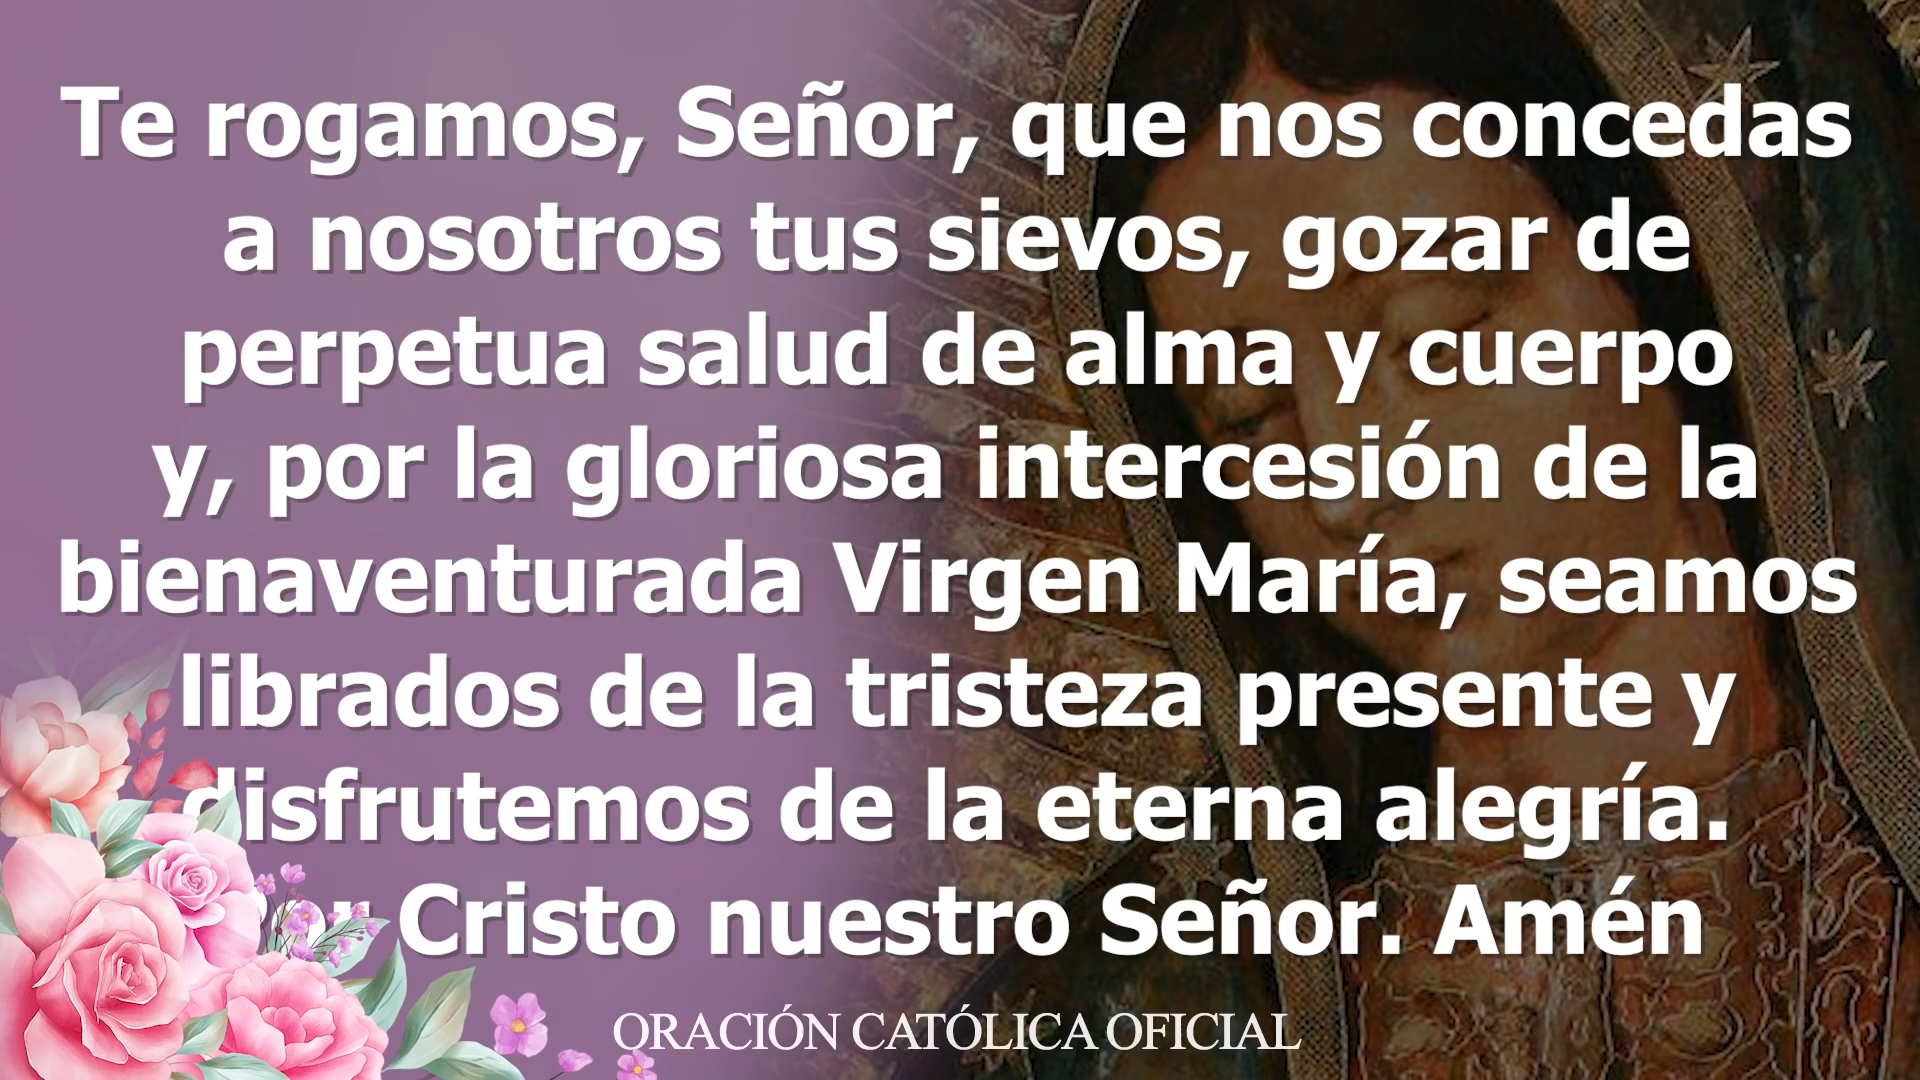 Te rogamos, Señor, que nos concedas
a nosotros tus sievos, gozar de
perpetua salud de alma y cuerpo
y, por la gloriosa intercesión de la
bienaventurada Virgen María, seamos
librados de la tristeza presente y
disfrutemos de la eterna alegría.
Cristo nuestro Señor. Amén
ORACIÓN CATÓLICA OFICIAL